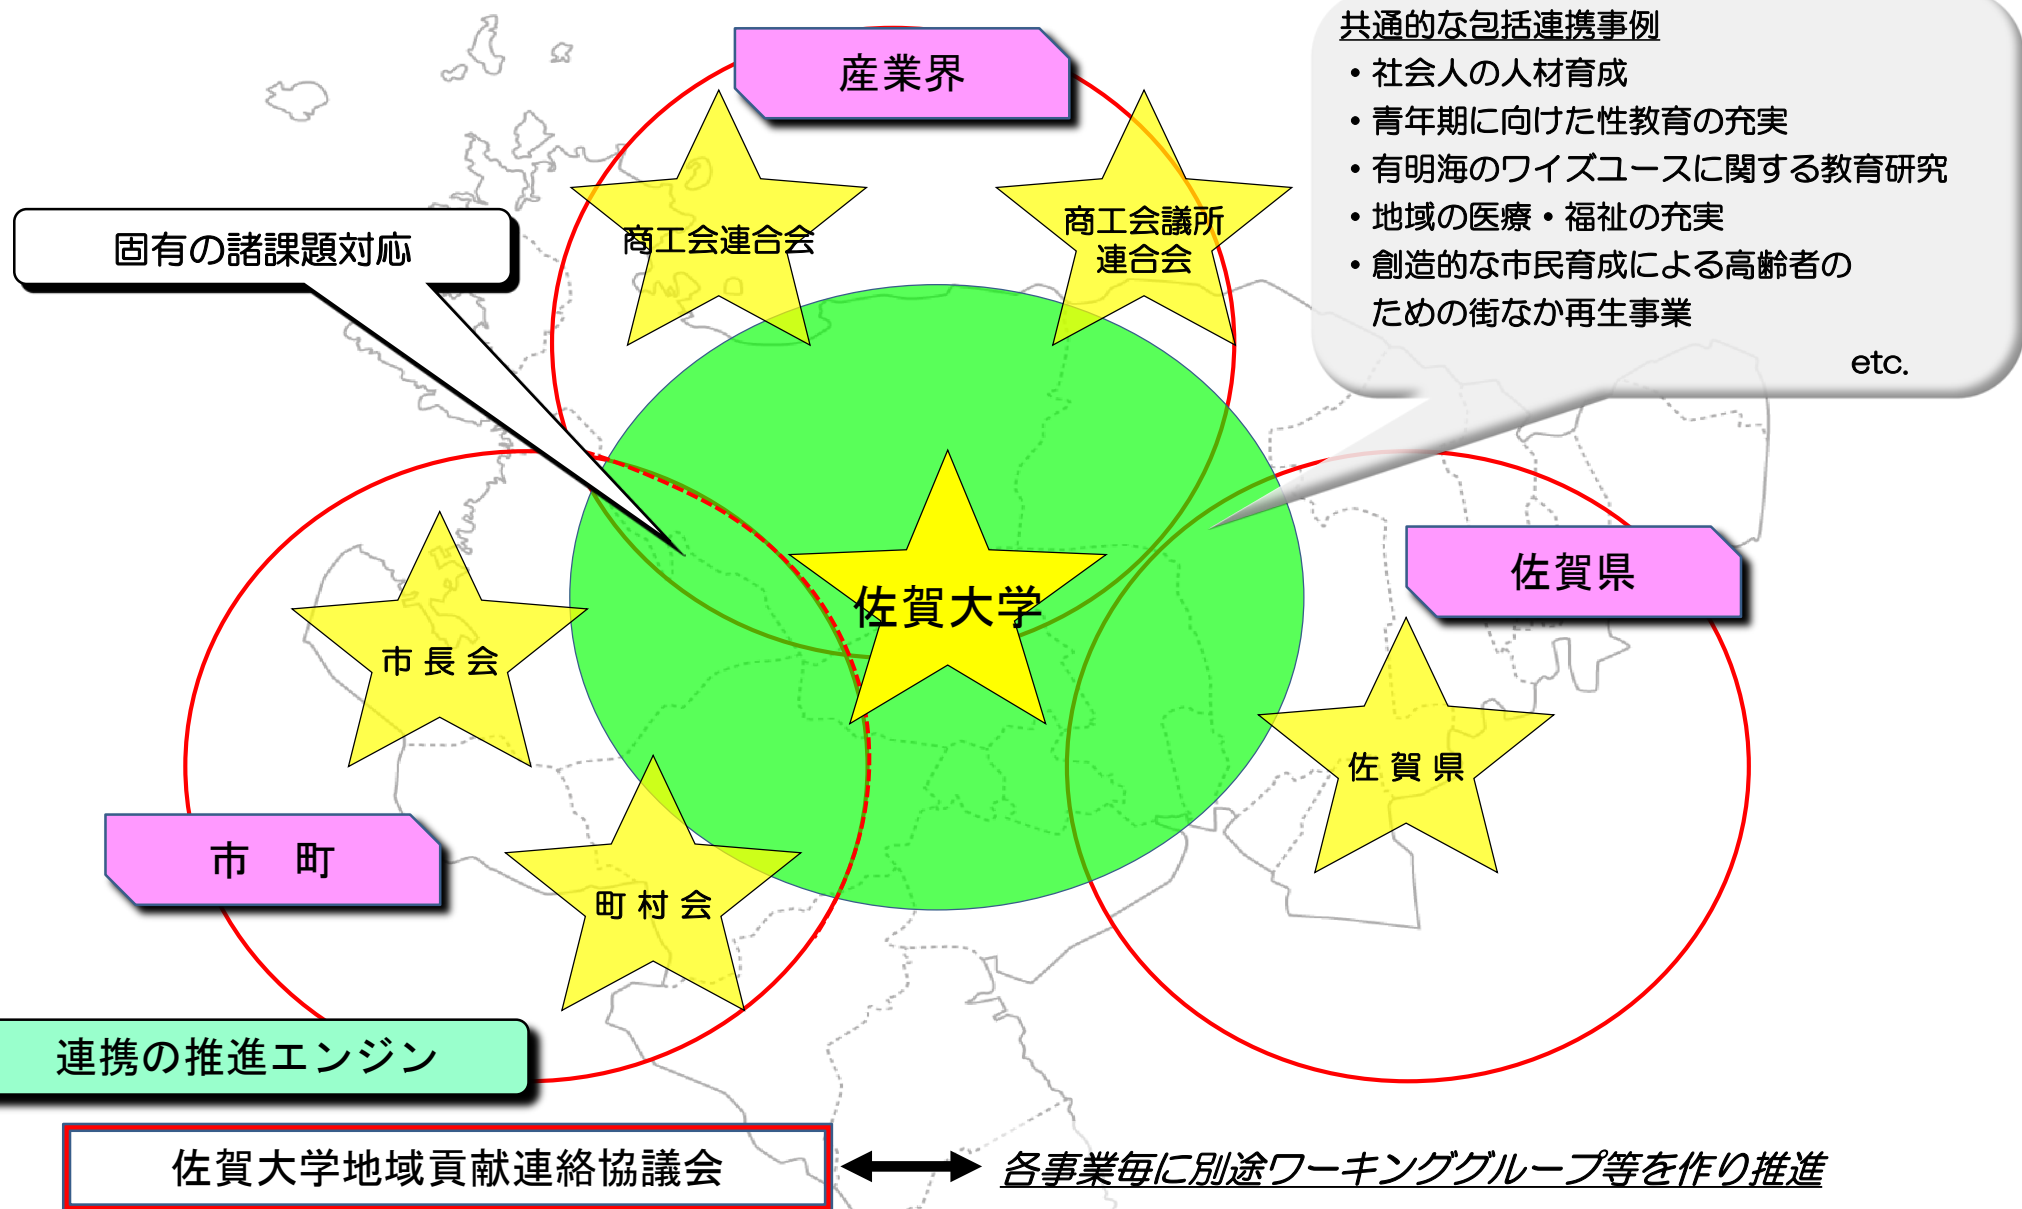 産業界
共通的な包括連携事例
・社会人の人材育成
・青年期に向けた性教育の充実
・有明海のワイズユースに関する教育研究
・地域の医療・福祉の充実
・創造的な市民育成による高齢者の
ための街なか再生事業
etc.
商工会連合会
商工会議所
連合会
固有の諸課題対応
佐賀大学
佐賀県
市長会
佐賀県
市 町
町村会
連携の推進エンジン
佐賀大学地域貢献連絡協議会
各事業毎に別途ワーキンググループ等を作り推進